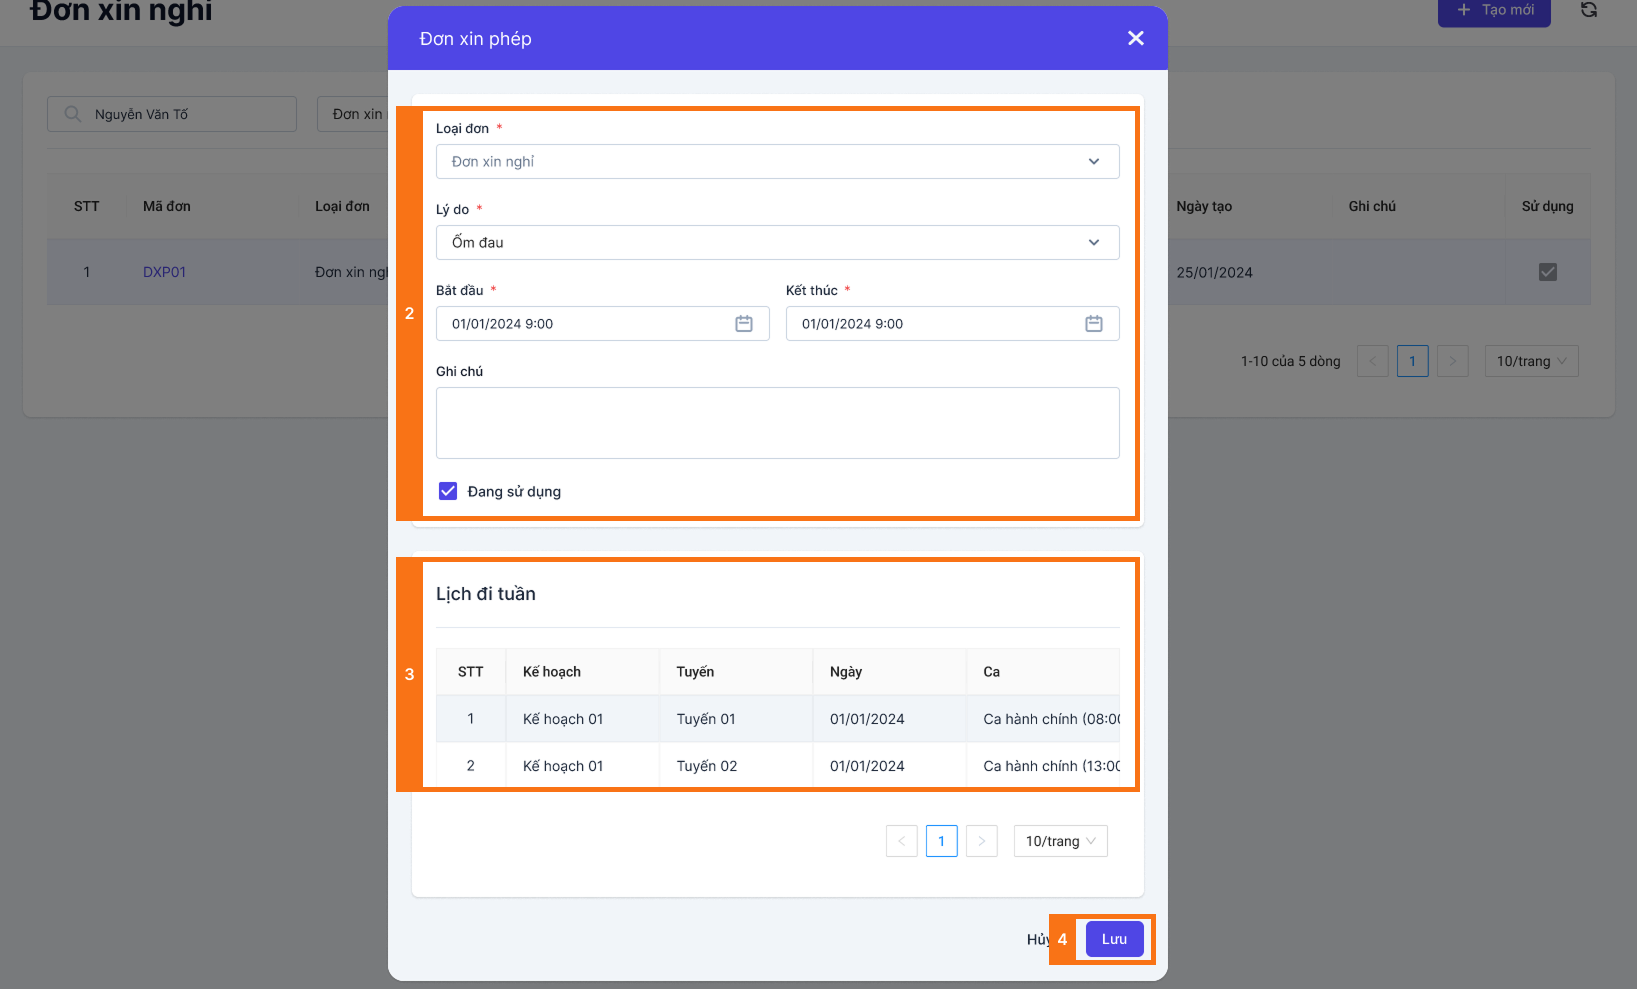 Đơn xin nghỉ
+ Tạo mới
Nguyễn Văn Tố
Đơn xin
STT Mã đơn Loại đơn Ngày tạo Ghi chú Sử dụng
1 DXP01 Đơn xin ngh 25/01/2024
1-10 của 5 dòng < 1 > 10/trang
Đơn xin phép
2
Loại đơn *
Đơn xin nghỉ
Lý do *
Ốm đau
Bắt đầu * Kết thúc *
01/01/2024 9:00 01/01/2024 9:00
Ghi chú
Đang sử dụng
3
Lịch đi tuần
STT Kế hoạch Tuyến Ngày Ca
1 Kế hoạch 01 Tuyến 01 01/01/2024 Ca hành chính (08:00
2 Kế hoạch 01 Tuyến 02 01/01/2024 Ca hành chính (13:00
< 1 > 10/trang
Hủy 4 Lưu